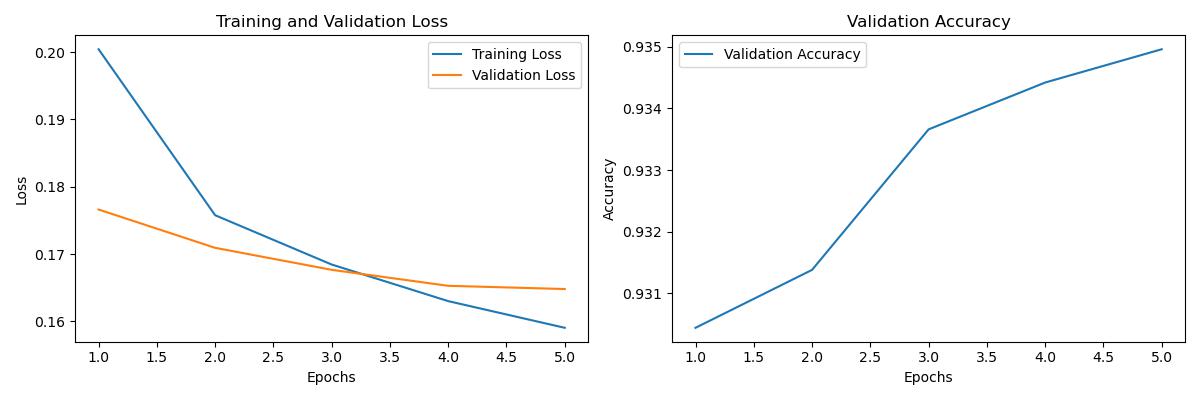 Training and Validation Loss
Training Loss
Validation Loss
0.20
0.19
0.18
0.17
0.16
Loss
1.0 1.5 2.0 2.5 3.0 3.5 4.0 4.5 5.0
Epochs
Validation Accuracy
Validation Accuracy
0.935
0.934
0.933
0.932
0.931
Accuracy
1.0 1.5 2.0 2.5 3.0 3.5 4.0 4.5 5.0
Epochs